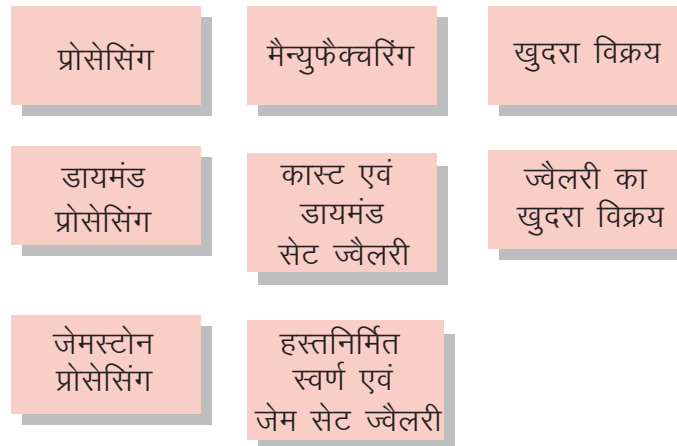 प्रोसेसिंग
मैन्युफैक्चरिंग
खुदरा विक्रय
डायमंड
प्रोसेसिंग
कास्ट एवं
डायमंड
सेट ज्वैलरी
ज्वैलरी का
खुदरा विक्रय
जेमस्टोन
प्रोसेसिंग
हस्तनिर्मित
स्वर्ण एवं
जेम सेट ज्वैलरी